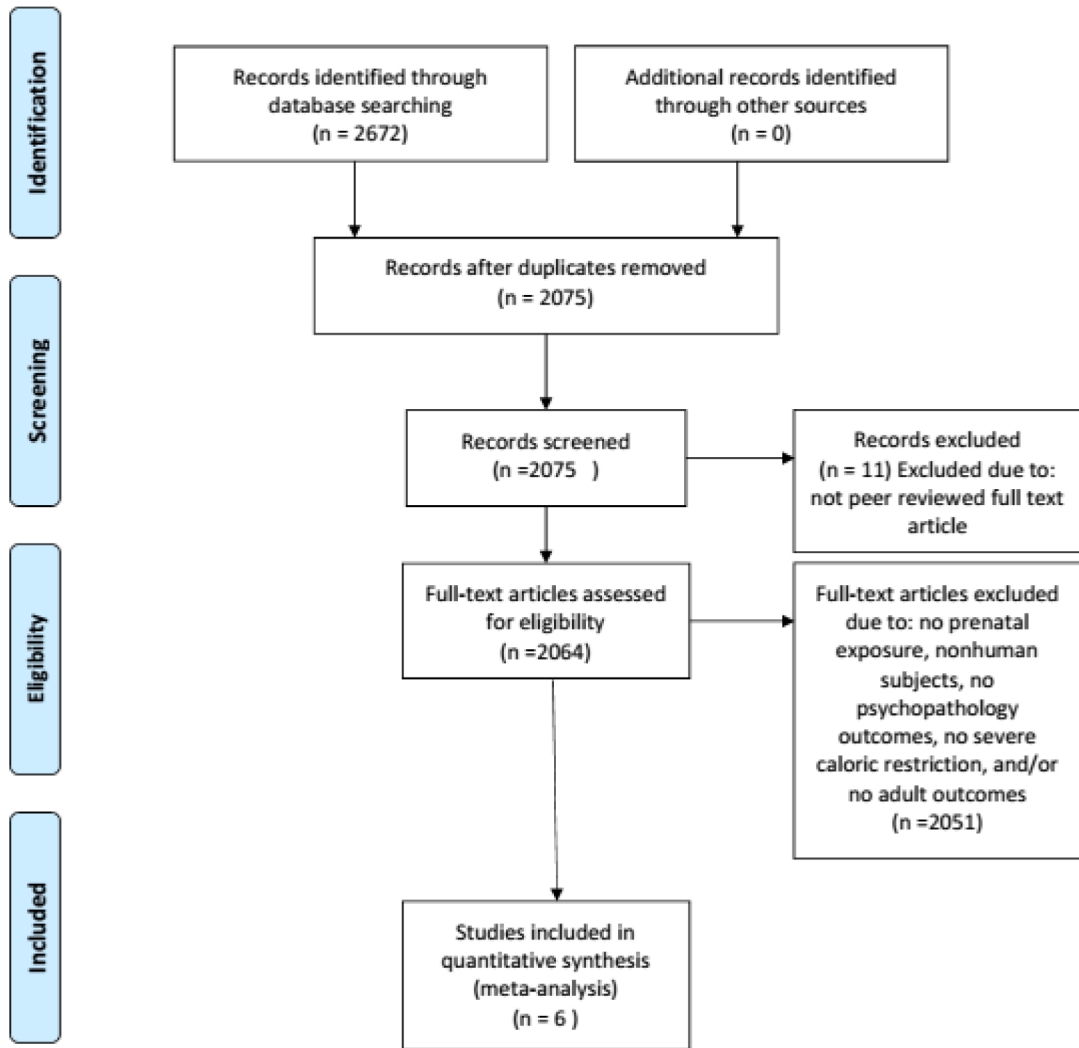 Identification
Records identified through
database searching
(n = 2672)
Additional records identified
through other sources
(n = 0)
Records after duplicates removed
(n = 2075)
Screening
Records screened
(n =2075   )
Records excluded
(n = 11) Excluded due to:
not peer reviewed full text
article
Eligibility
Full-text articles assessed
for eligibility
(n =2064)
Full-text articles excluded
due to: no prenatal
exposure, nonhuman
subjects, no
psychopathology
outcomes, no severe
caloric restriction, and/or
no adult outcomes
(n =2051)
Included
Studies included in
quantitative synthesis
(meta-analysis)
(n = 6 )